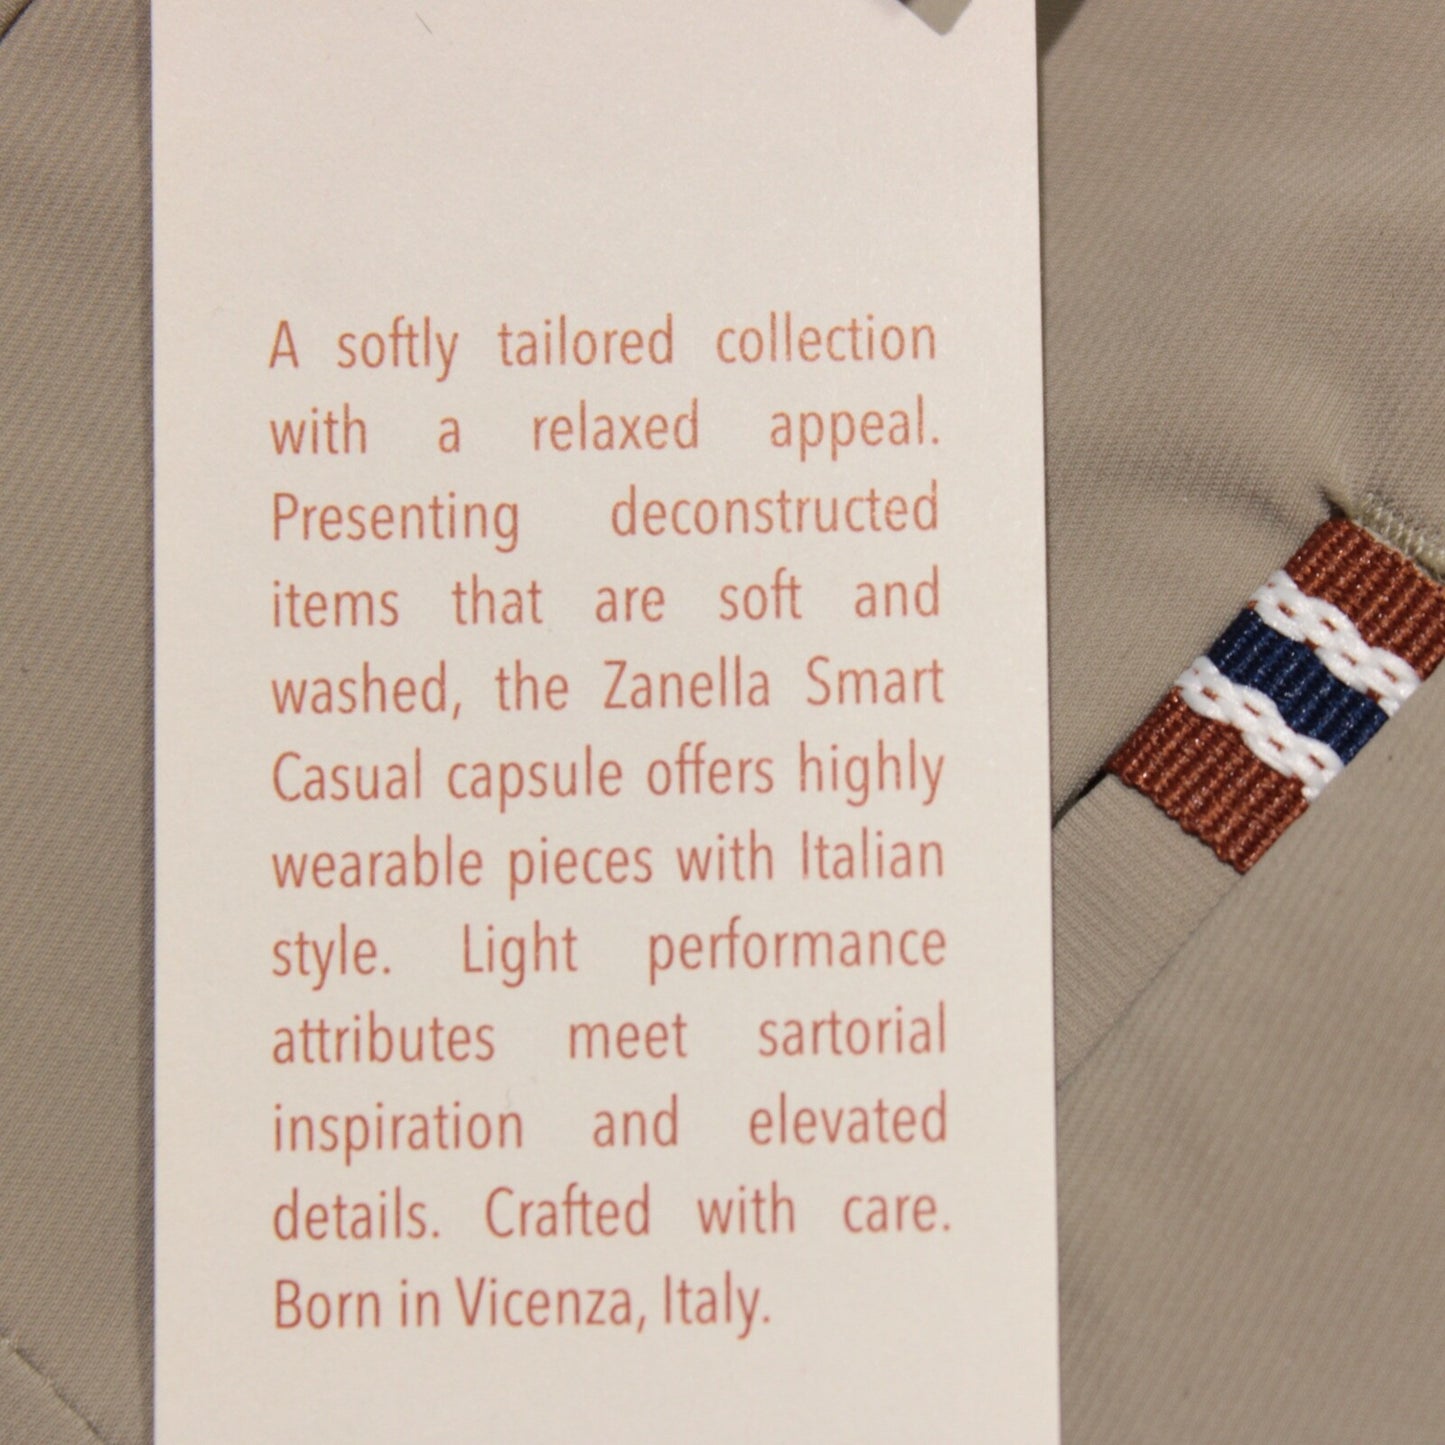 A softly tailored collection
with a relaxed appeal.
Presenting deconstructed
items that are soft and
washed, the Zanella Smart
Casual capsule offers highly
wearable pieces with Italian
style. Light performance
attributes meet sartorial
inspiration and elevated
details. Crafted with care.
Born in Vicenza, Italy.